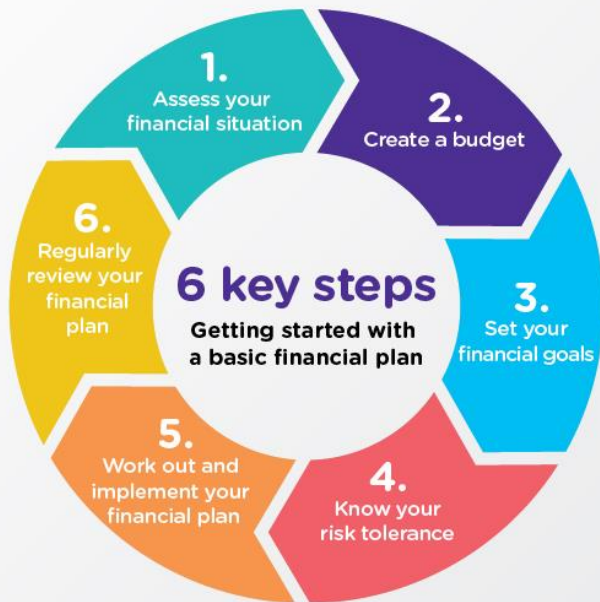 6 key steps
Getting started with
a basic financial plan
1.
Assess your
financial situation
2.
Create a budget
3.
Set your
financial goals
4.
Know your
risk tolerance
5.
Work out and
implement your
financial plan
6.
Regularly
review your
financial
plan